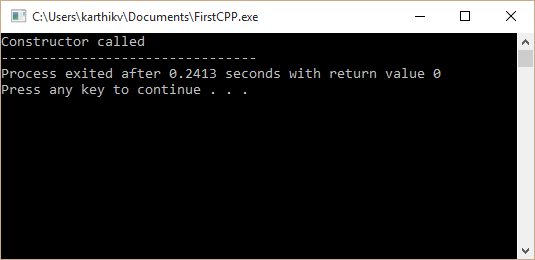 C:\Users\karthikv\Documents\FirstCPP.exe
Constructor called
--------------------------------
Process exited after 0.2413 seconds with return value 0
Press any key to continue . . .